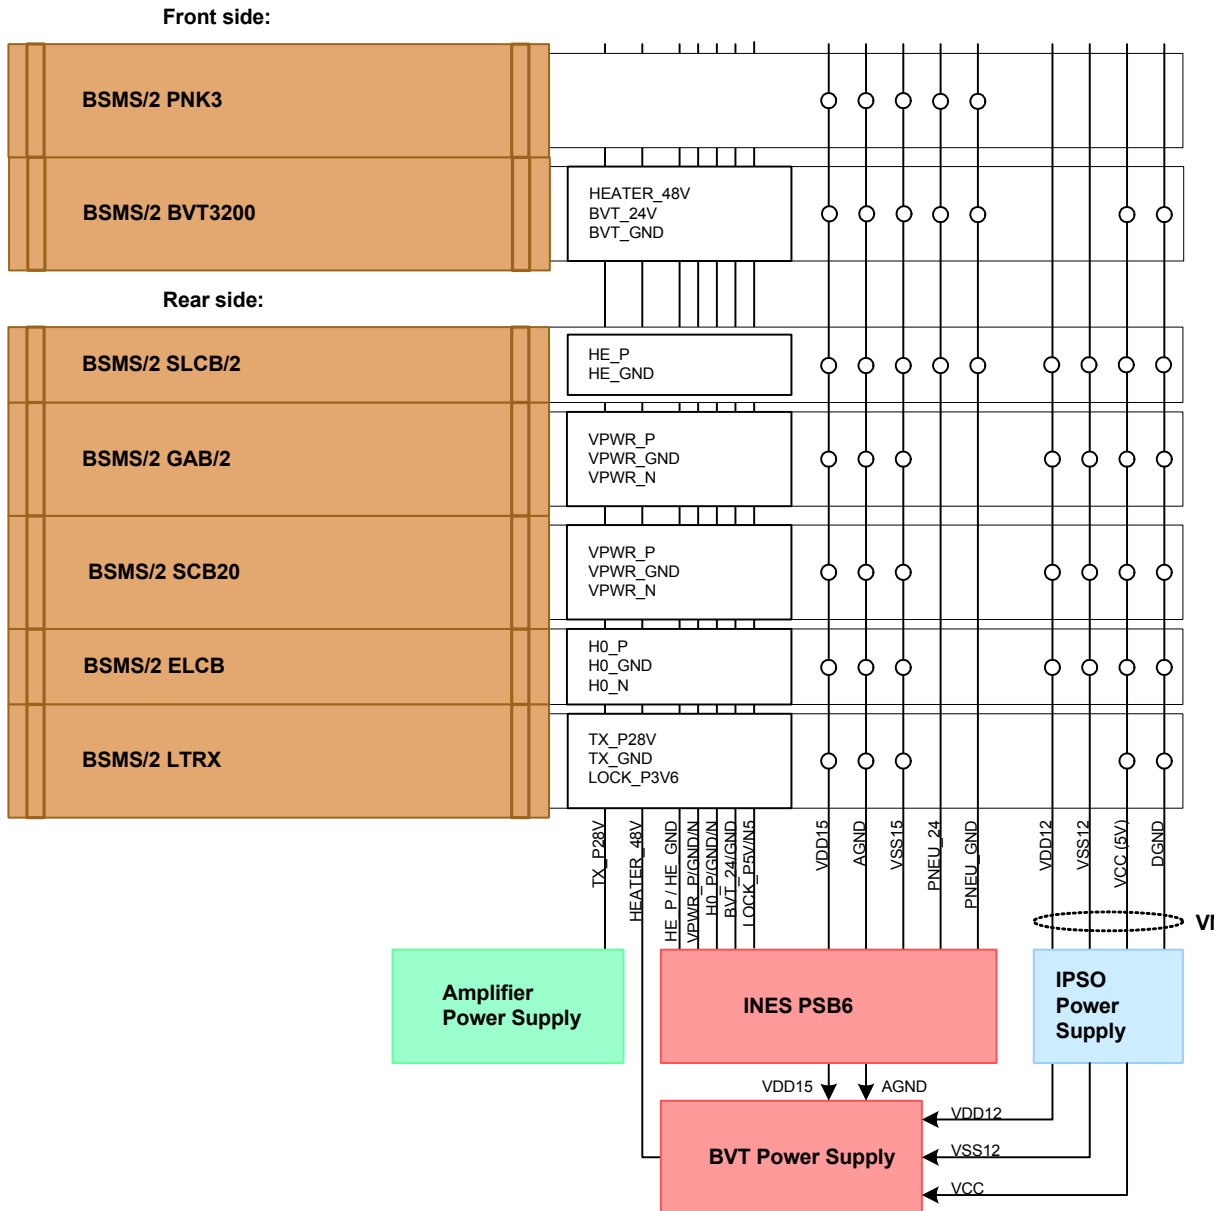 Front side:
BSMS/2 PNK3
BSMS/2 BVT3200
HEATER_48V
BVT_24V
BVT_GND
Rear side:
BSMS/2 SLCB/2
HE_P
HE_GND
BSMS/2 GAB/2
VPWR_P
VPWR_GND
VPWR_N
BSMS/2 SCB20
VPWR_P
VPWR_GND
VPWR_N
BSMS/2 ELCB
H0_P
H0_GND
H0_N
BSMS/2 LTRX
TX_P28V
TX_GND
LOCK_P3V6
TX_P28V
HEATER_48V
HE_P / HE_GND
VPWR_P/GND/N
H0_P/GND/N
BVT_24/GND
LOCK_P5V/N5
VDD15
AGND
VSS15
PNEU_24
PNEU_GND
VDD12
VSS12
VCC (5V)
DGND
Amplifier
Power Supply
INES PSB6
IPSO
Power
Supply
VDD15
AGND
BVT Power Supply
VDD12
VSS12
VCC